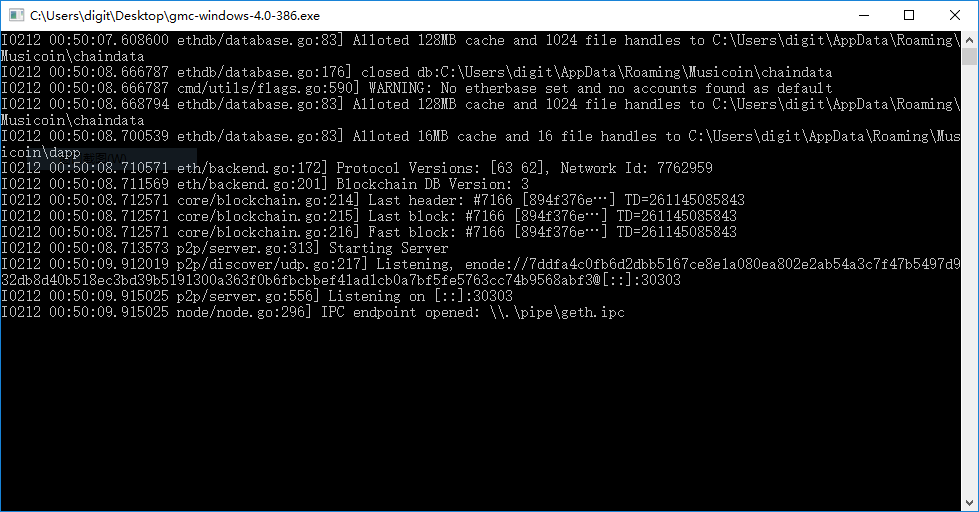 C:\Users\digit\Desktop\gmc-windows-4.0-386.exe
I0212 00:50:07.608600 ethdb/database.go:83] Alloted 128MB cache and 1024 file handles to C:\Users\digit\AppData\Roaming\
Musicoin\chaindata
I0212 00:50:08.666787 ethdb/database.go:176] closed db:C:\Users\digit\AppData\Roaming\Musicoin\chaindata
I0212 00:50:08.666787 cmd/utils/flags.go:590] WARNING: No etherbase set and no accounts found as default
I0212 00:50:08.668794 ethdb/database.go:83] Alloted 128MB cache and 1024 file handles to C:\Users\digit\AppData\Roaming\
Musicoin\chaindata
I0212 00:50:08.700539 ethdb/database.go:83] Alloted 16MB cache and 16 file handles to C:\Users\digit\AppData\Roaming\Mus
icoin\dapp
I0212 00:50:08.710571 eth/backend.go:172] Protocol Versions: [63 62], Network Id: 7762959
I0212 00:50:08.711569 eth/backend.go:201] Blockchain DB Version: 3
I0212 00:50:08.712571 core/blockchain.go:214] Last header: #7166 [894f376e…] TD=261145085843
I0212 00:50:08.712571 core/blockchain.go:215] Last block: #7166 [894f376e…] TD=261145085843
I0212 00:50:08.712571 core/blockchain.go:216] Fast block: #7166 [894f376e…] TD=261145085843
I0212 00:50:08.713573 p2p/server.go:313] Starting Server
I0212 00:50:09.912019 p2p/discover/udp.go:217] Listening, enode://7ddfa4c0fb6d2dbb5167ce8e1a080ea802e2ab54a3c7f47b5497d9
32db8d40b518ec3bd39b5191300a363f0b6fbcbbef41ad1cb0a7bf5fe5763cc74b9568abf3@[::]:30303
I0212 00:50:09.915025 p2p/server.go:556] Listening on [::]:30303
I0212 00:50:09.915025 node/node.go:296] IPC endpoint opened: \\.\pipe\geth.ipc